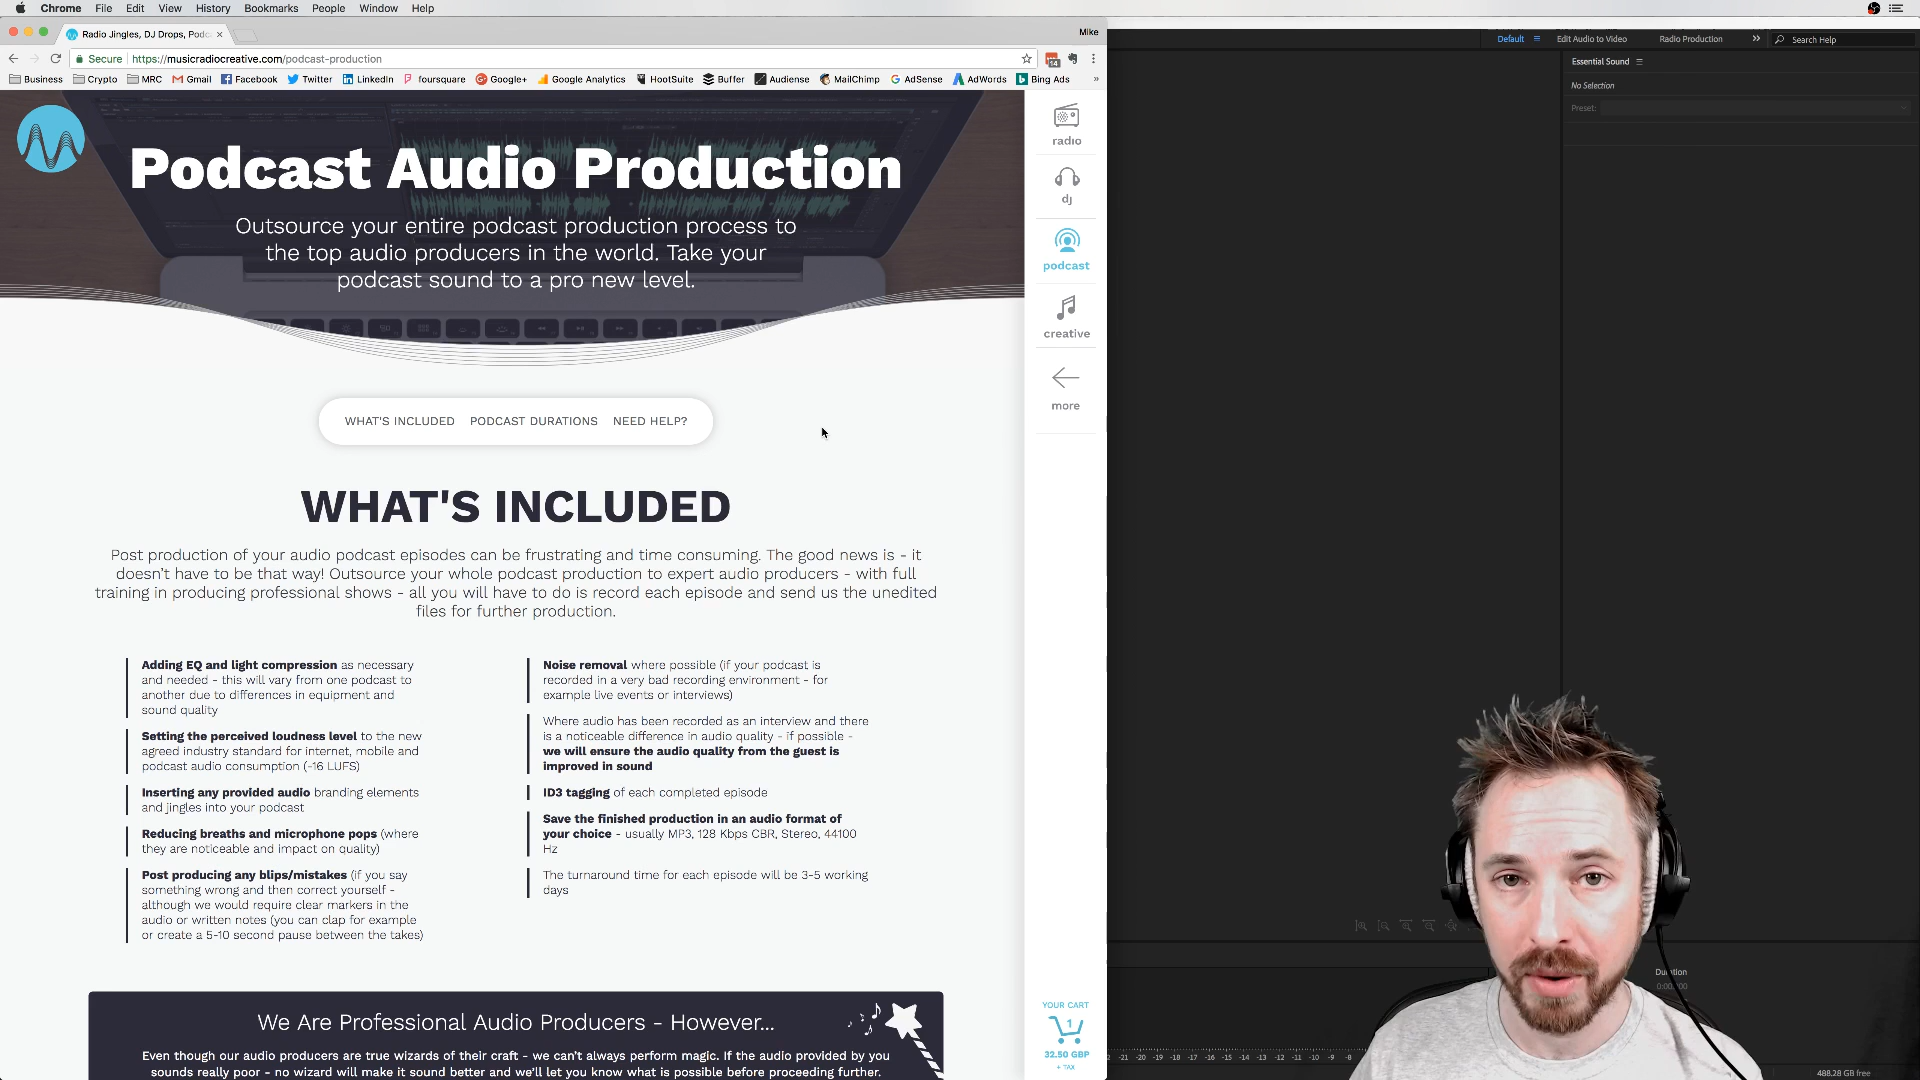 Chrome File Edit View History Bookmarks People Window Help
Radio Jingles, DJ Drops, Podc
Mike
Secure https://musicradiocreative.com/podcast-production
14
Business Crypto MRC Gmail Facebook Twitter LinkedIn foursquare Google+ Google Analytics HootSuite Buffer Audiense MailChimp AdSense AdWords Bing Ads »
Podcast Audio Production
Outsource your entire podcast production process to
the top audio producers in the world. Take your
podcast sound to a pro new level.
WHAT'S INCLUDED PODCAST DURATIONS NEED HELP?
WHAT'S INCLUDED
Post production of your audio podcast episodes can be frustrating and time consuming. The good news is - it
doesn't have to be that way! Outsource your whole podcast production to expert audio producers - with full
training in producing professional shows - all you will have to do is record each episode and send us the unedited
files for further production.
Adding EQ and light compression as necessary
and needed - this will vary from one podcast to
another due to differences in equipment and
sound quality
Setting the perceived loudness level to the new
agreed industry standard for internet, mobile and
podcast audio consumption (-16 LUFS)
Inserting any provided audio branding elements
and jingles into your podcast
Reducing breaths and microphone pops (where
they are noticeable and impact on quality)
Post producing any blips/mistakes (if you say
something wrong and then correct yourself -
although we would require clear markers in the
audio or written notes (you can clap for example
or create a 5-10 second pause between the takes)
Noise removal where possible (if your podcast is
recorded in a very bad recording environment - for
example live events or interviews)
Where audio has been recorded as an interview and there
is a noticeable difference in audio quality - if possible -
we will ensure the audio quality from the guest is
improved in sound
ID3 tagging of each completed episode
Save the finished production in an audio format of
your choice - usually MP3, 128 Kbps CBR, Stereo, 44100
Hz
The turnaround time for each episode will be 3-5 working
days
We Are Professional Audio Producers - However...
Even though our audio producers are true wizards of their craft - we can't always perform magic. If the audio provided by you
sounds really poor - no wizard will make it sound better and we'll let you know what is possible before proceeding further.
radio
dj
podcast
creative
more
YOUR CART
1
32.50 GBP
+ TAX
Default Edit Audio to Video Radio Production » Search Help
Essential Sound
No Selection
Preset:
Duration
-21 -20 -19 -18 -17 -16 -15 -14 -13 -12 -11 -10 -9 -8
488.28 GB free